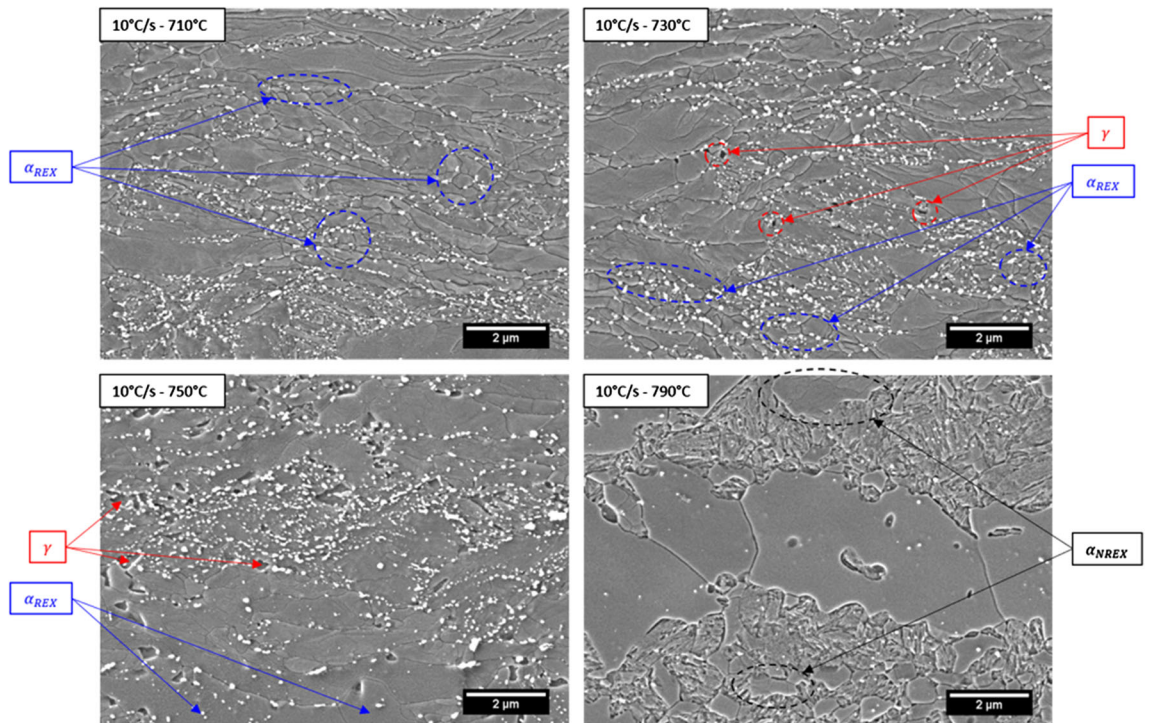 10°C/s - 710°C
α_REX
2 µm
10°C/s - 730°C
γ
α_REX
2 µm
10°C/s - 750°C
γ
α_REX
2 µm
10°C/s - 790°C
α_NREX
2 µm